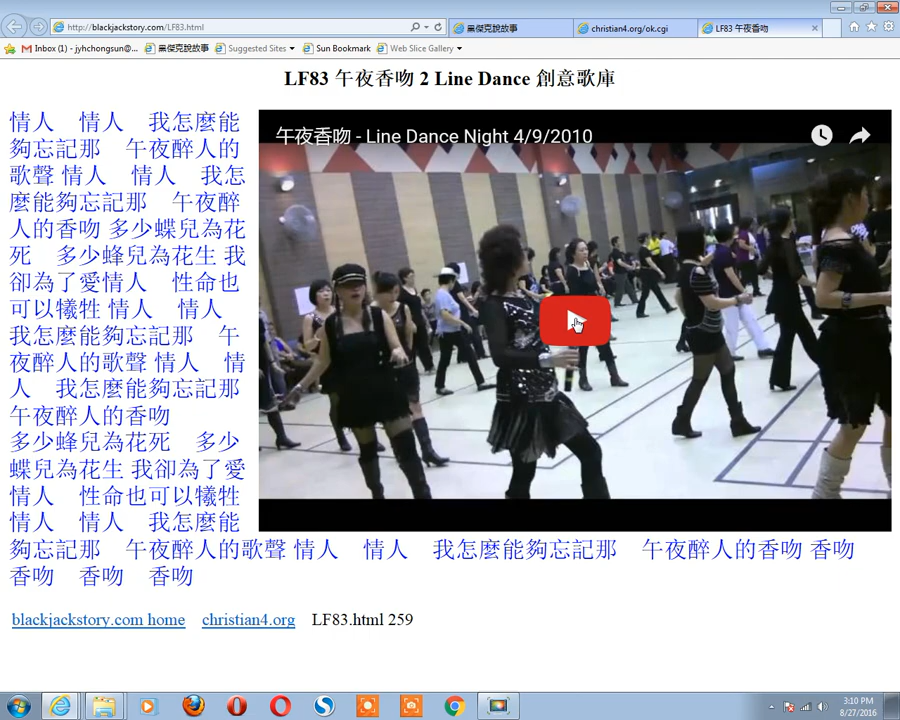 http://blackjackstory.com/LF83.html
黑傑克說故事
christian4.org/ok.cgi
LF83 午夜香吻
Inbox (1) - jyhchongsun@...
黑傑克說故事
Suggested Sites
Sun Bookmark
Web Slice Gallery
LF83 午夜香吻 2 Line Dance 創意歌庫
午夜香吻 - Line Dance Night 4/9/2010
情人　情人　我怎麼能
夠忘記那　午夜醉人的
歌聲 情人　情人　我怎
麼能夠忘記那　午夜醉
人的香吻 多少蝶兒為花
死　多少蜂兒為花生 我
卻為了愛情人　性命也
可以犧牲 情人　情人
我怎麼能夠忘記那　午
夜醉人的歌聲 情人　情
人　我怎麼能夠忘記那
午夜醉人的香吻
多少蜂兒為花死　多少
蝶兒為花生 我卻為了愛
情人　性命也可以犧牲
情人　情人　我怎麼能
夠忘記那　午夜醉人的歌聲 情人　情人　我怎麼能夠忘記那　午夜醉人的香吻 香吻
香吻　香吻　香吻
blackjackstory.com home christian4.org LF83.html 259
3:10 PM
8/27/2016